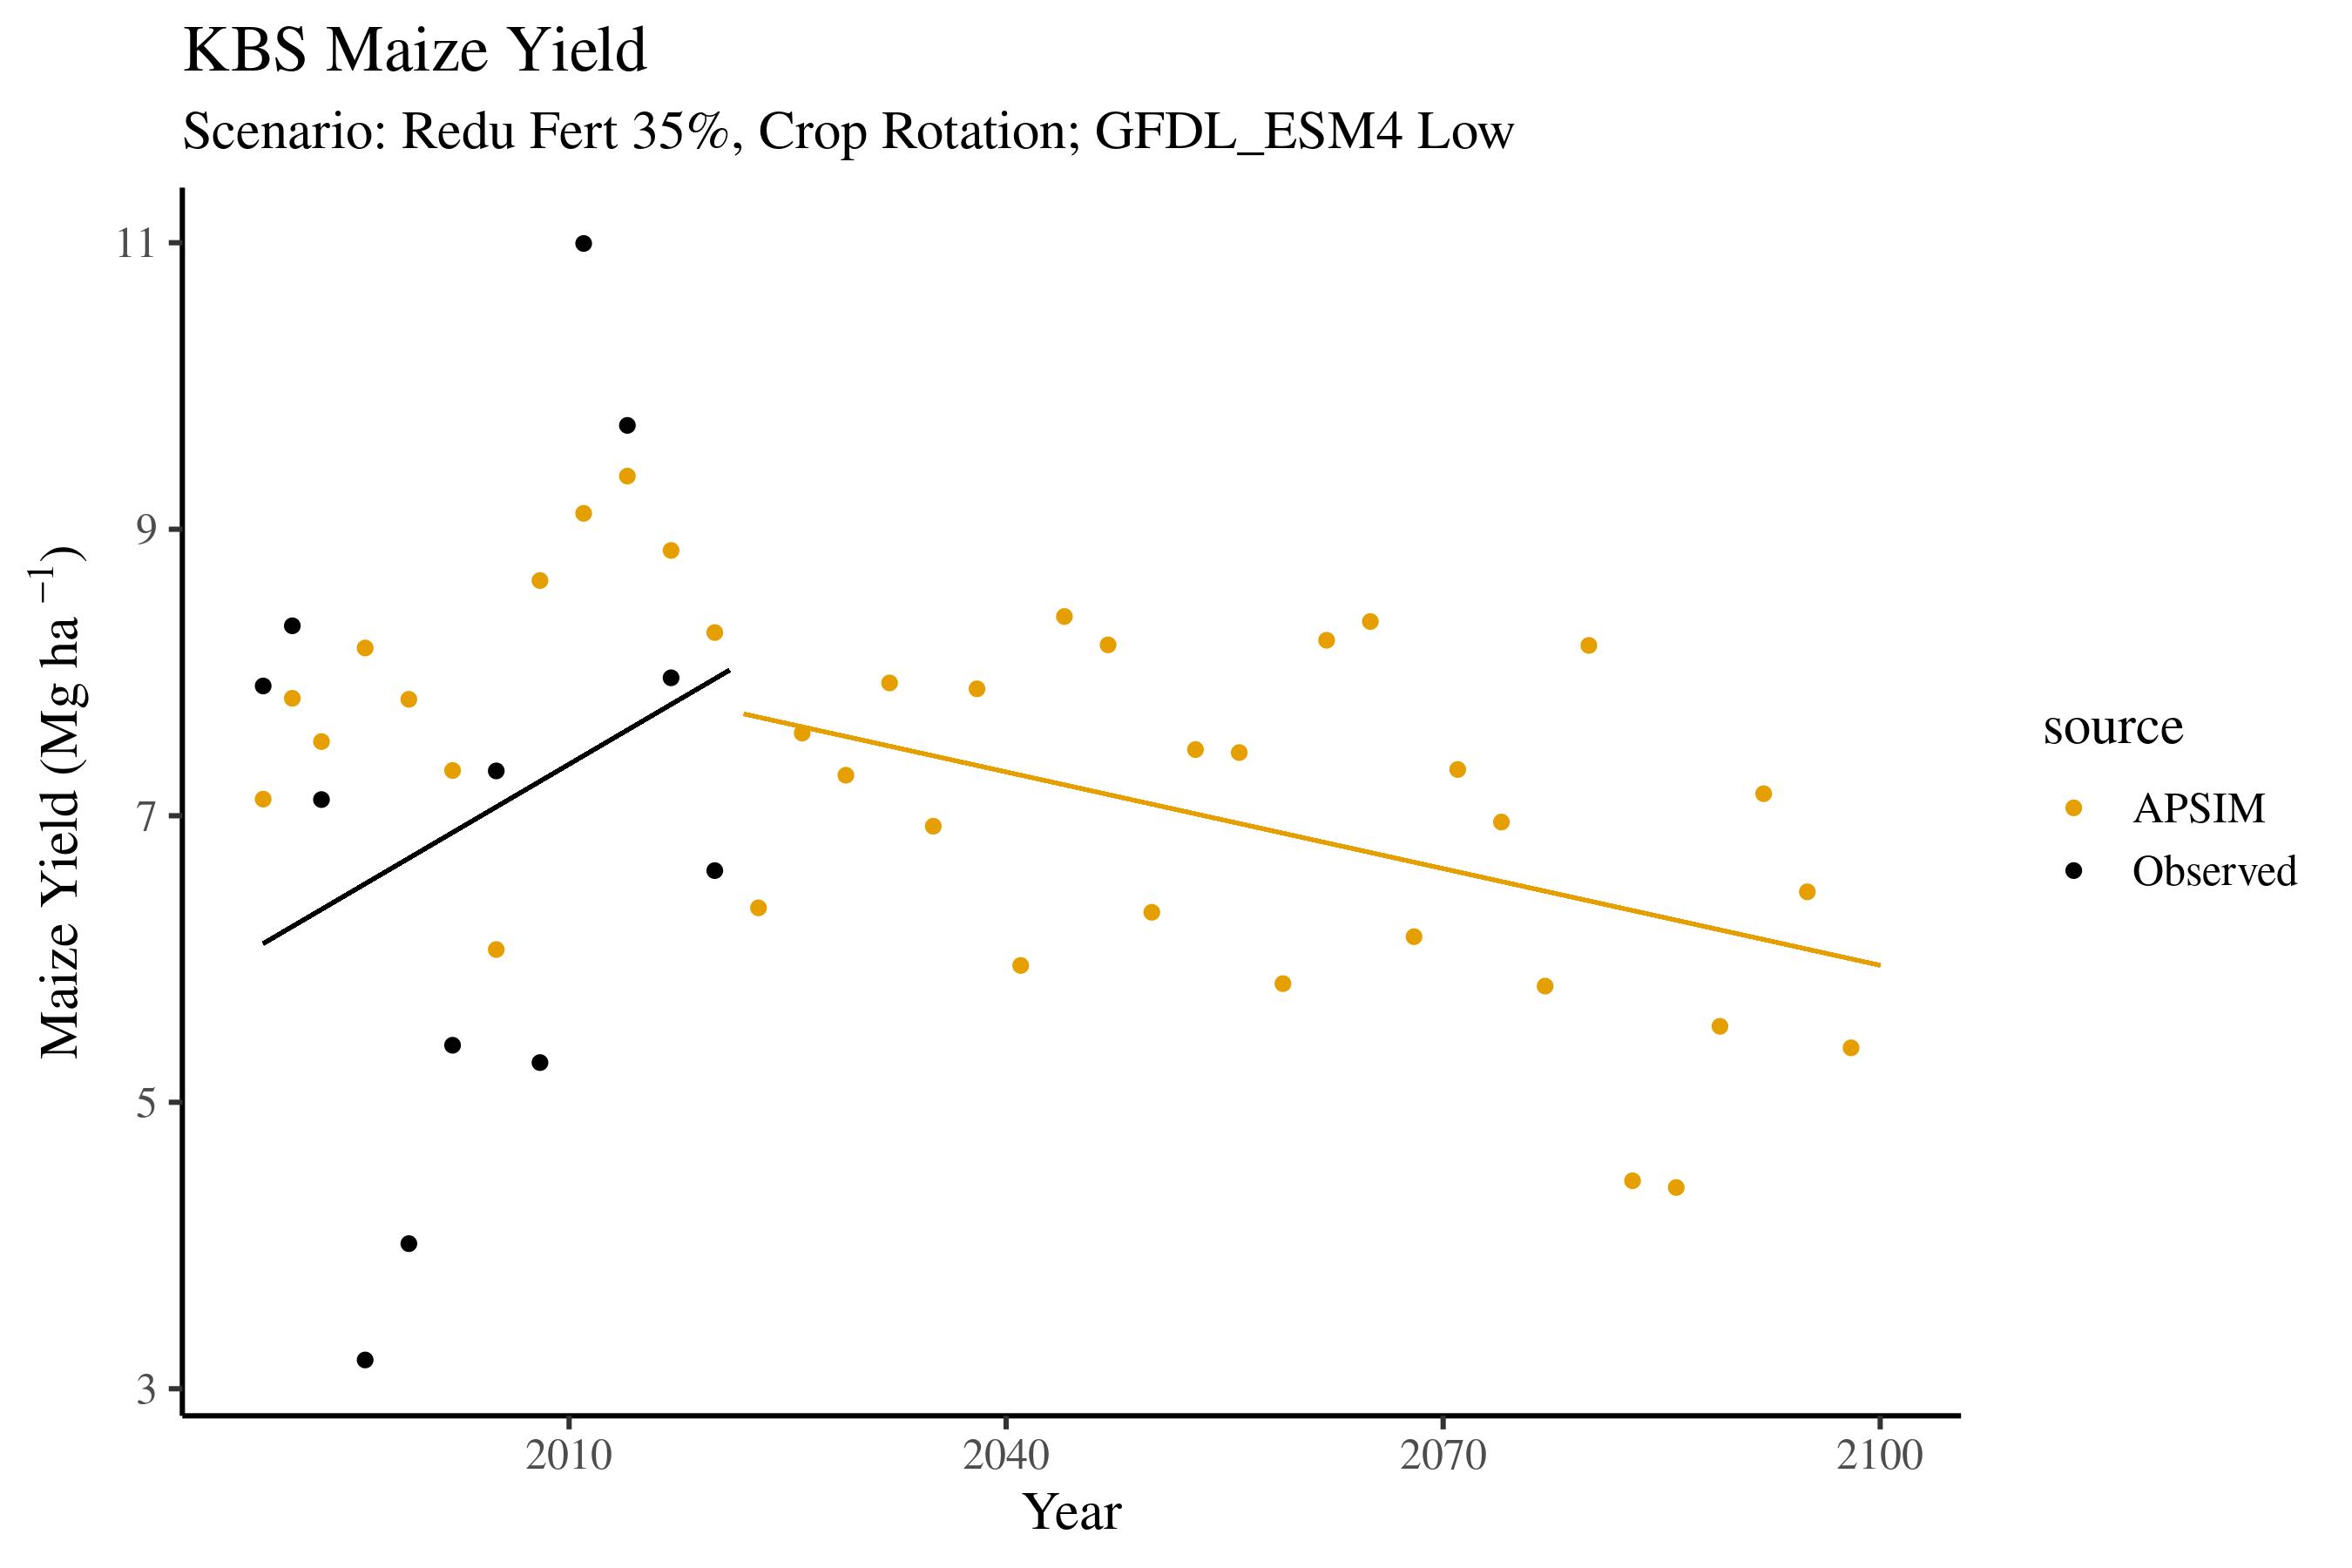 KBS Maize Yield
Scenario: Redu Fert 35%, Crop Rotation; GFDL_ESM4 Low
Maize Yield (Mg ha −1)
11
9
7
5
3
2010
2040
2070
2100
Year
source
APSIM
Observed